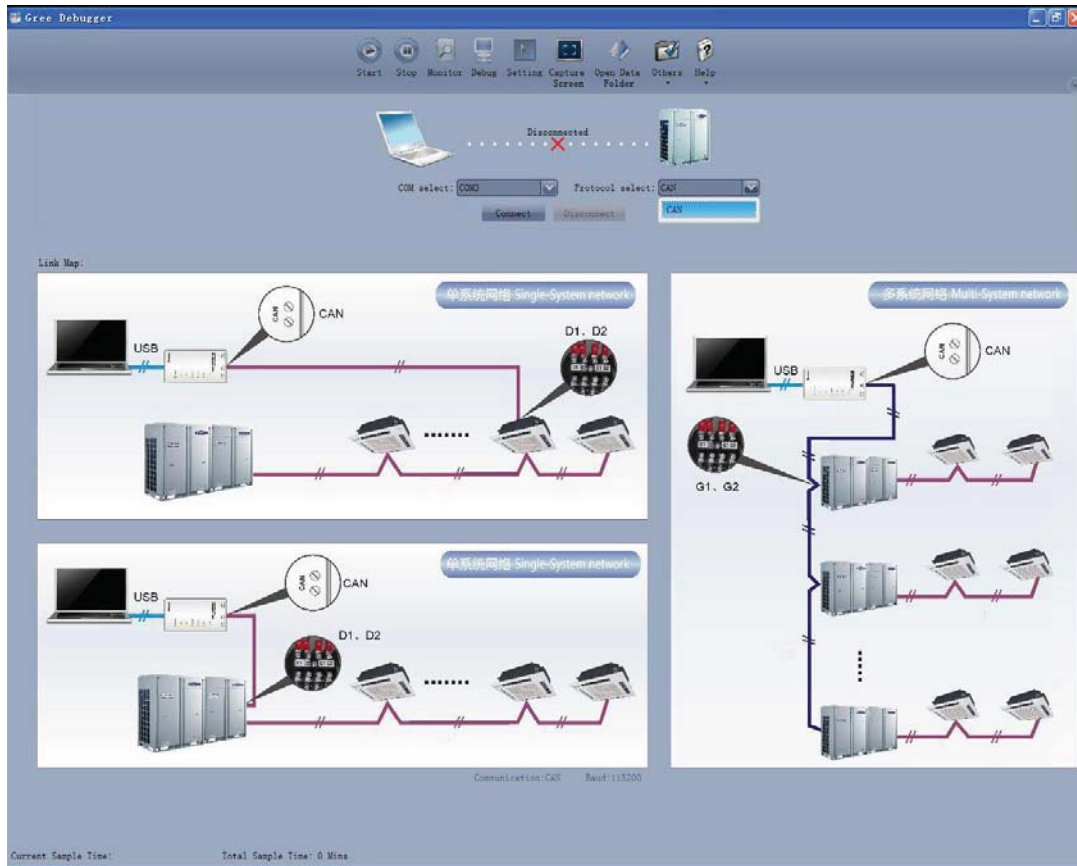 Gree Debugger
Start Stop Monitor Debug Setting Capture Screen Open Data Folder Others Help
Disconnected
COM select: COM3 Protocol select: CAN
Connect Disconnect CAN
Link Map:
单系统网络 Single-System network
CAN
CAN
USB
D1、D2
多系统网络 Multi-System network
CAN
CAN
USB
G1、G2
单系统网络 Single-System network
CAN
CAN
USB
D1、D2
Communication:CAN Baud:115200
Current Sample Time: Total Sample Time: 0 Mins